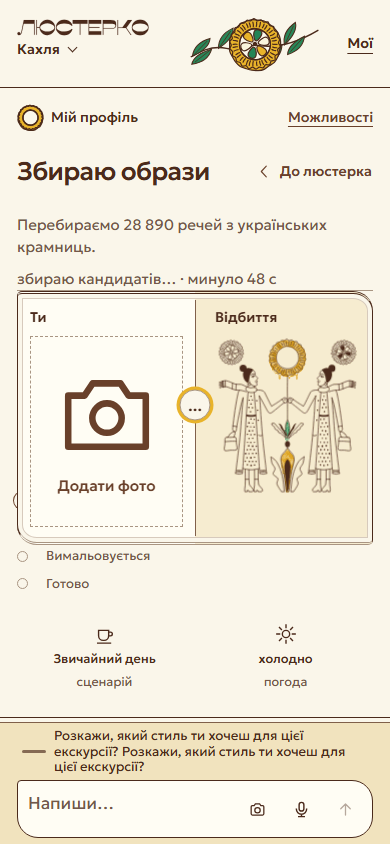 ЛЮСТЕРКО
Кахля
Мої
Мій профіль
Можливості
Збираю образи
До люстерка
Перебираємо 28 890 речей з українських
крамниць.
збираю кандидатів… · минуло 48 с
Ти
Відбиття
...
Додати фото
Вимальовується
Готово
Звичайний день
холодно
сценарій
погода
Розкажи, який стиль ти хочеш для цієї
екскурсії? Розкажи, який стиль ти хочеш для
цієї екскурсії?
Напиши…